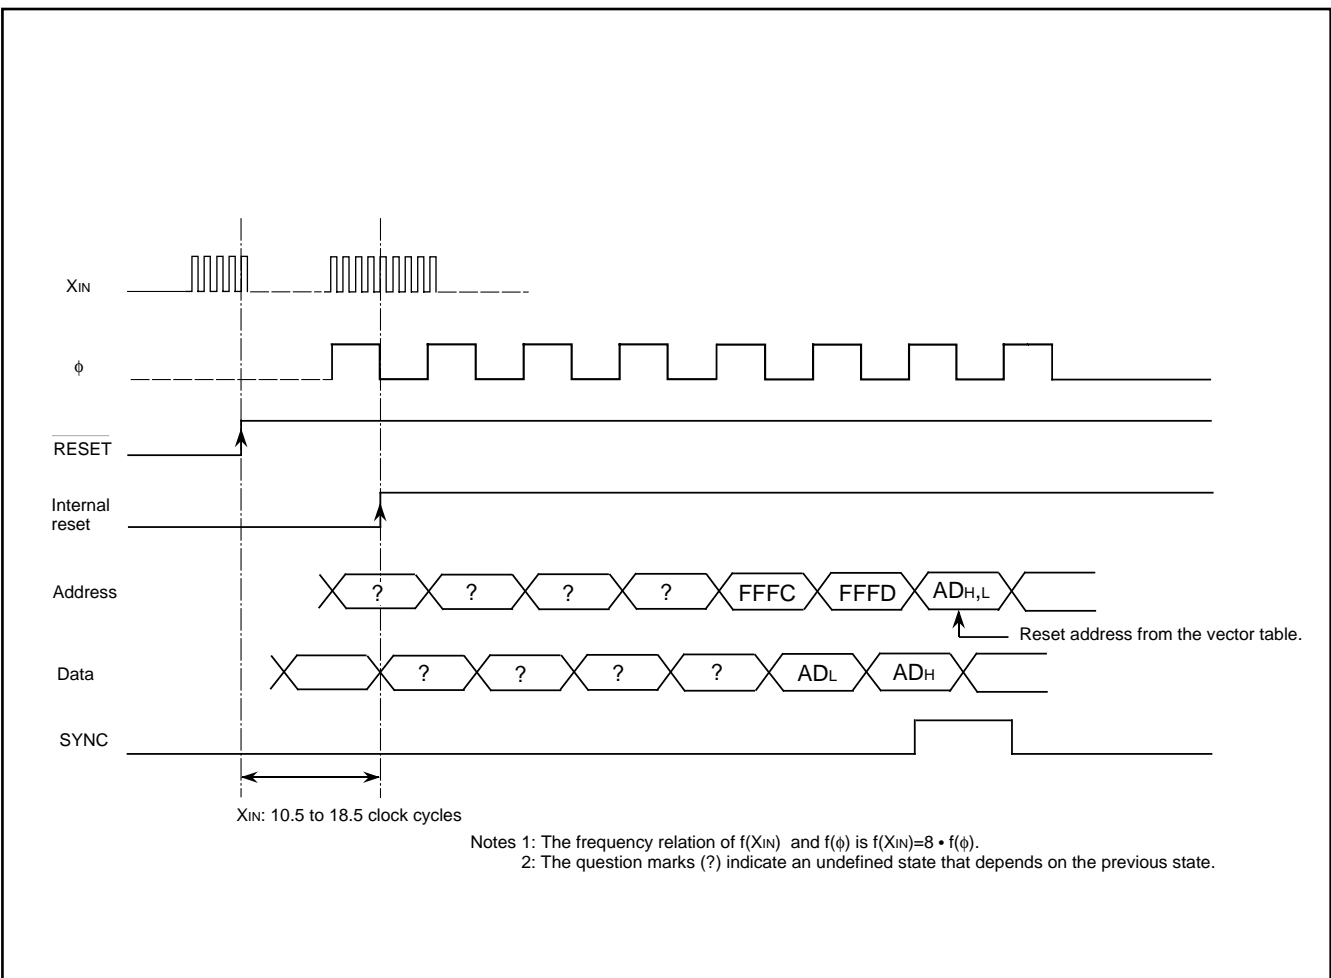 XIN
ϕ
RESET
Internal
reset
Address
? ? ? ? FFFC FFFD ADH,L
Reset address from the vector table.
Data
? ? ? ? ADL ADH
SYNC
XIN: 10.5 to 18.5 clock cycles
Notes 1: The frequency relation of f(XIN) and f(ϕ) is f(XIN)=8 • f(ϕ).
2: The question marks (?) indicate an undefined state that depends on the previous state.